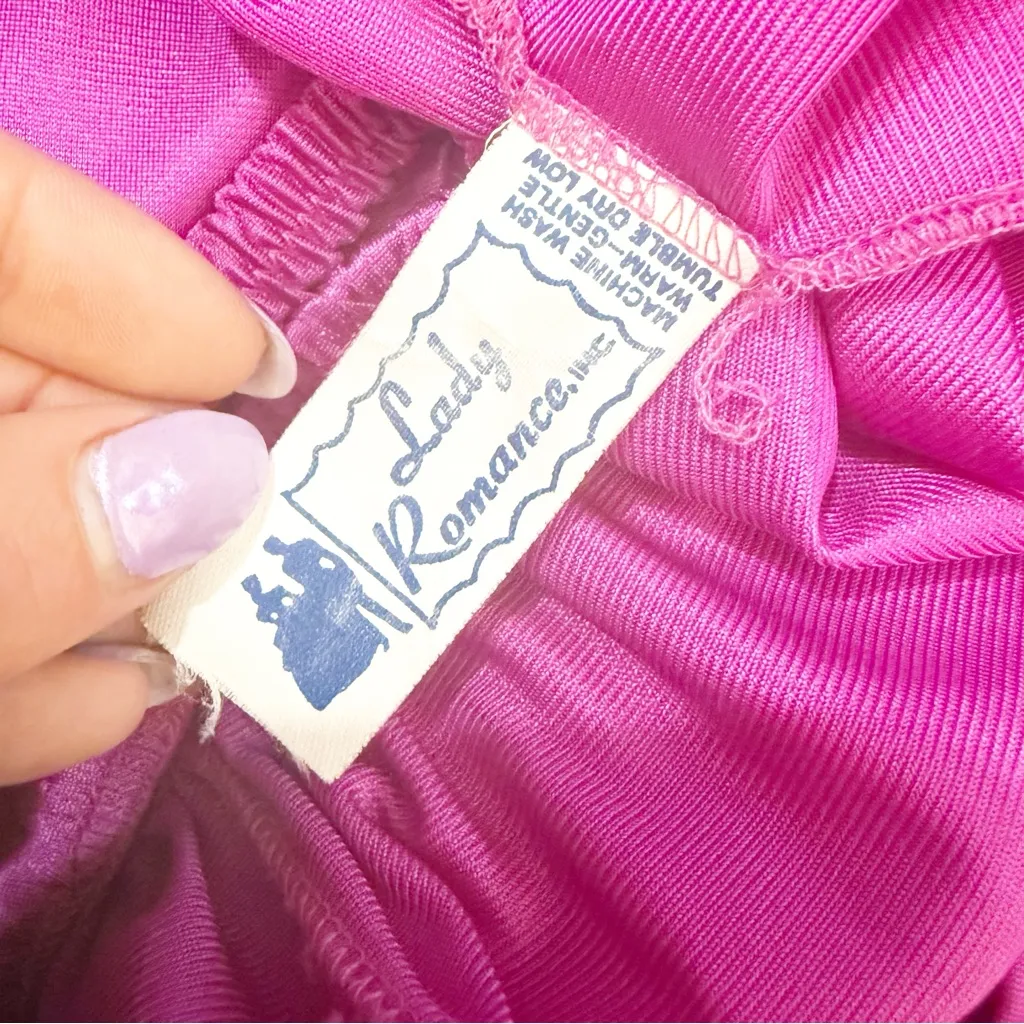 MACHINE WASH
WARM—GENTLE
TUMBLE DRY LOW
Lady
Romance. INC